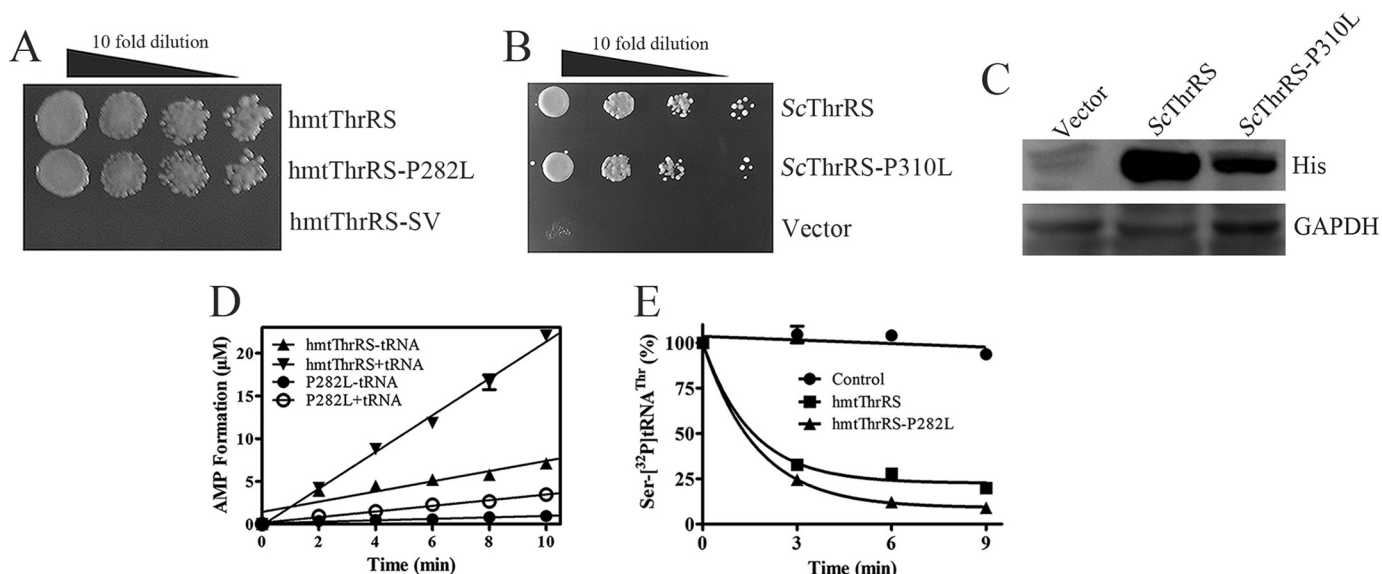 A
10 fold dilution
hmtThrRS
hmtThrRS-P282L
hmtThrRS-SV
B
10 fold dilution
ScThrRS
ScThrRS-P310L
Vector
C
Vector
ScThrRS
ScThrRS-P310L
His
GAPDH
D
AMP Formation (µM)
20
15
10
5
0
hmtThrRS-tRNA
hmtThrRS+tRNA
P282L-tRNA
P282L+tRNA
0 2 4 6 8 10
Time (min)
E
Ser-[32P]tRNAThr (%)
100
75
50
25
0
Control
hmtThrRS
hmtThrRS-P282L
0 3 6 9
Time (min)